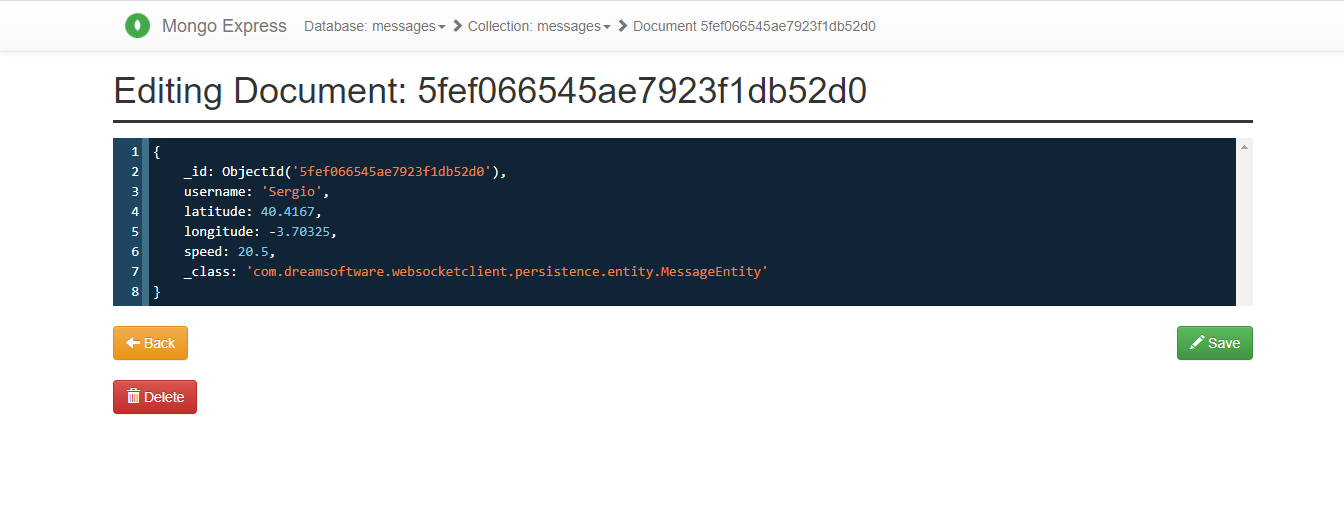 Mongo Express Database: messages Collection: messages Document 5fef066545ae7923f1db52d0
Editing Document: 5fef066545ae7923f1db52d0
1 {
2 _id: ObjectId('5fef066545ae7923f1db52d0'),
3 username: 'Sergio',
4 latitude: 40.4167,
5 longitude: -3.70325,
6 speed: 20.5,
7 _class: 'com.dreamsoftware.websocketclient.persistence.entity.MessageEntity'
8 }
Back Save
Delete